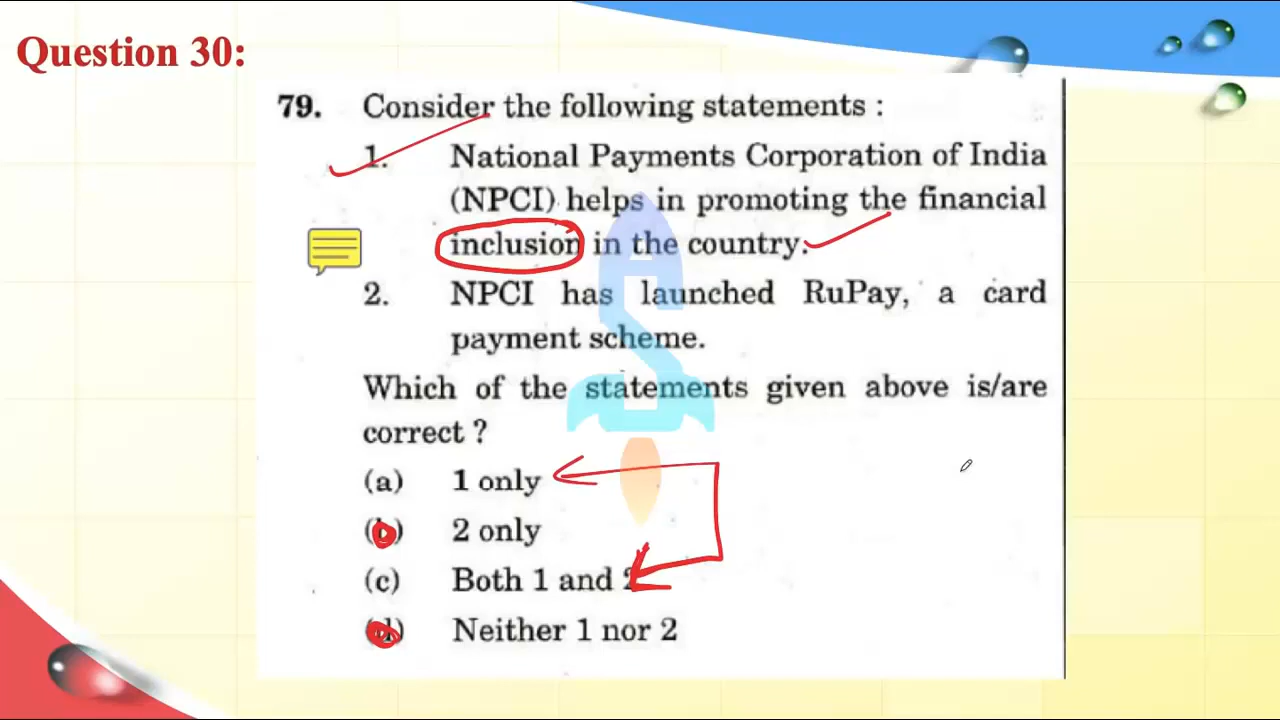 Question 30:
79. Consider the following statements :
1. National Payments Corporation of India
(NPCI) helps in promoting the financial
inclusion in the country.
2. NPCI has launched RuPay, a card
payment scheme.
Which of the statements given above is/are
correct ?
(a) 1 only
(b) 2 only
(c) Both 1 and 2
(d) Neither 1 nor 2